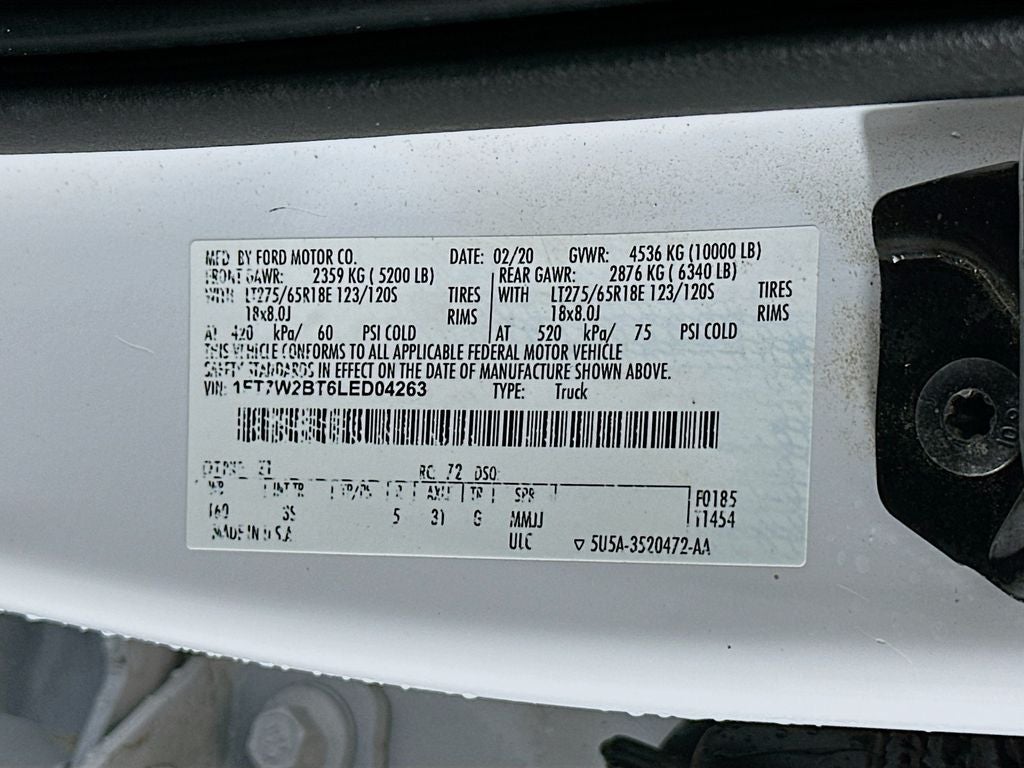 MFD. BY FORD MOTOR CO. DATE: 02/20 GVWR: 4536 KG (10000 LB)
FRONT GAWR: 2359 KG ( 5200 LB) REAR GAWR: 2876 KG ( 6340 LB)
WITH LT275/65R18E 123/120S TIRES WITH LT275/65R18E 123/120S TIRES
18x8.0J RIMS 18x8.0J RIMS
AT 420 kPa/ 60 PSI COLD AT 520 kPa/ 75 PSI COLD
THIS VEHICLE CONFORMS TO ALL APPLICABLE FEDERAL MOTOR VEHICLE
SAFETY STANDARDS IN EFFECT ON THE DATE OF MANUFACTURE SHOWN ABOVE.
VIN: 1FT7W2BT6LED04263 TYPE: Truck
RC: 72 DSO:
WB INT TR TP/PS R AXLE TR SPR F0185
160 SS 5 31 G MMJJ T1454
MADE IN U.S.A. ULC ▽ 5U5A-3520472-AA